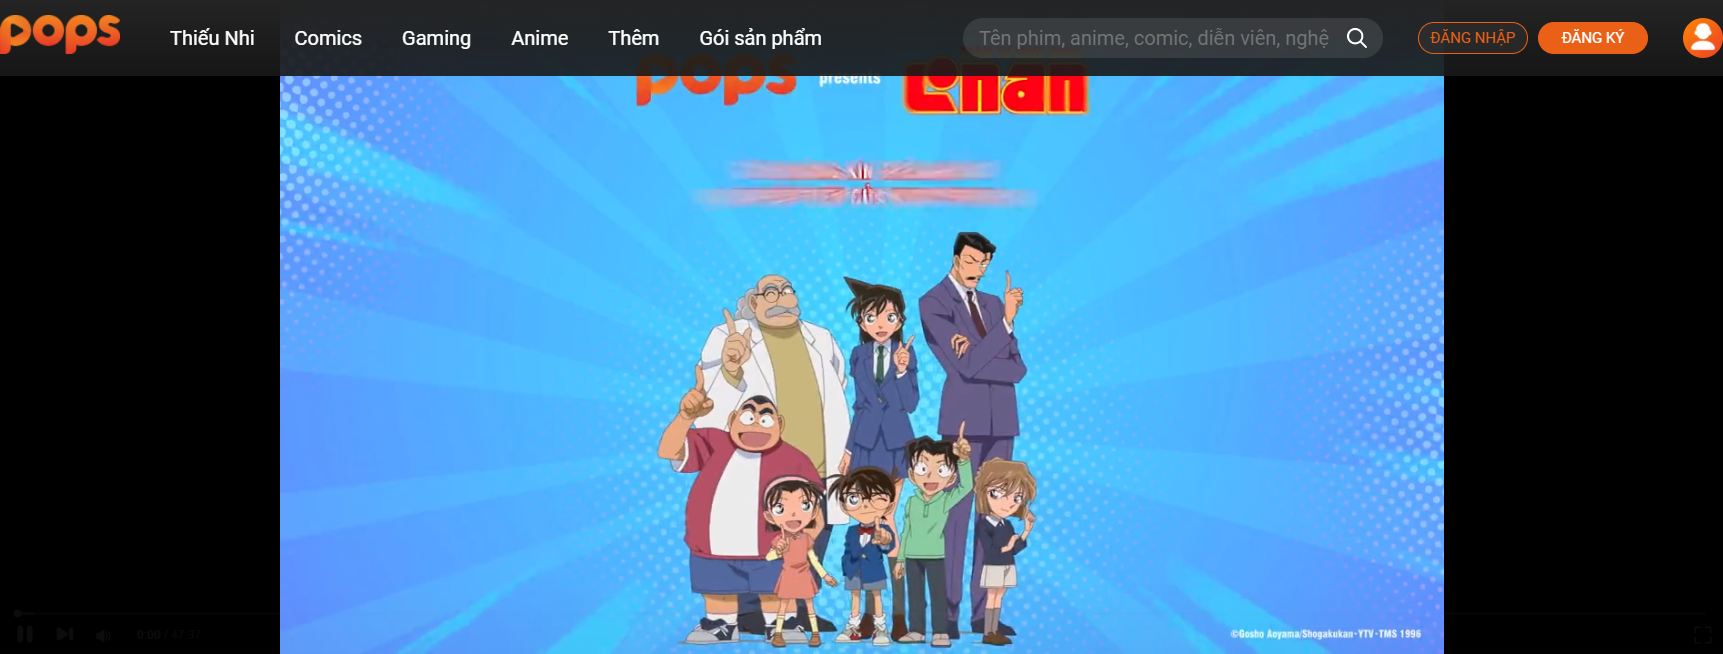 pops
Thiếu Nhi
Comics
Gaming
Anime
Thêm
Gói sản phẩm
Tên phim, anime, comic, diễn viên, nghệ
ĐĂNG NHẬP
ĐĂNG KÝ
pops presents Conan
0:00 / 47:37
©Gosho Aoyama/Shogakukan・YTV・TMS 1996